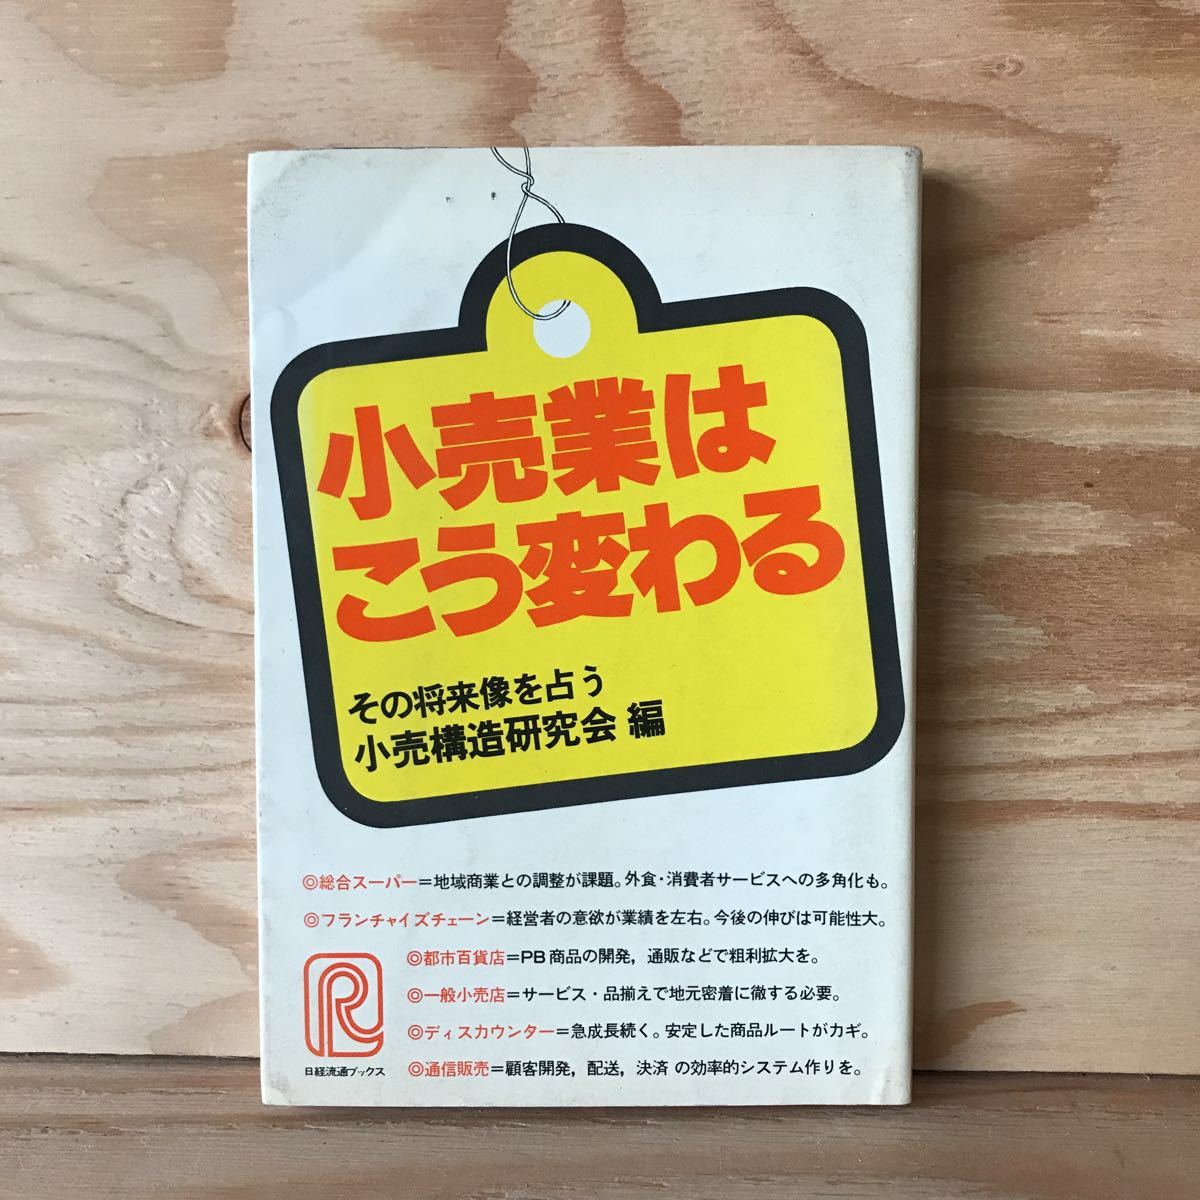 小売業は
こう変わる
その将来像を占う
小売構造研究会 編
◎総合スーパー＝地域商業との調整が課題。外食・消費者サービスへの多角化も。
◎フランチャイズチェーン＝経営者の意欲が業績を左右。今後の伸びは可能性大。
◎都市百貨店＝PB商品の開発，通販などで粗利拡大を。
◎一般小売店＝サービス・品揃えで地元密着に徹する必要。
◎ディスカウンター＝急成長続く。安定した商品ルートがカギ。
◎通信販売＝顧客開発，配送，決済の効率的システム作りを。
日経流通ブックス